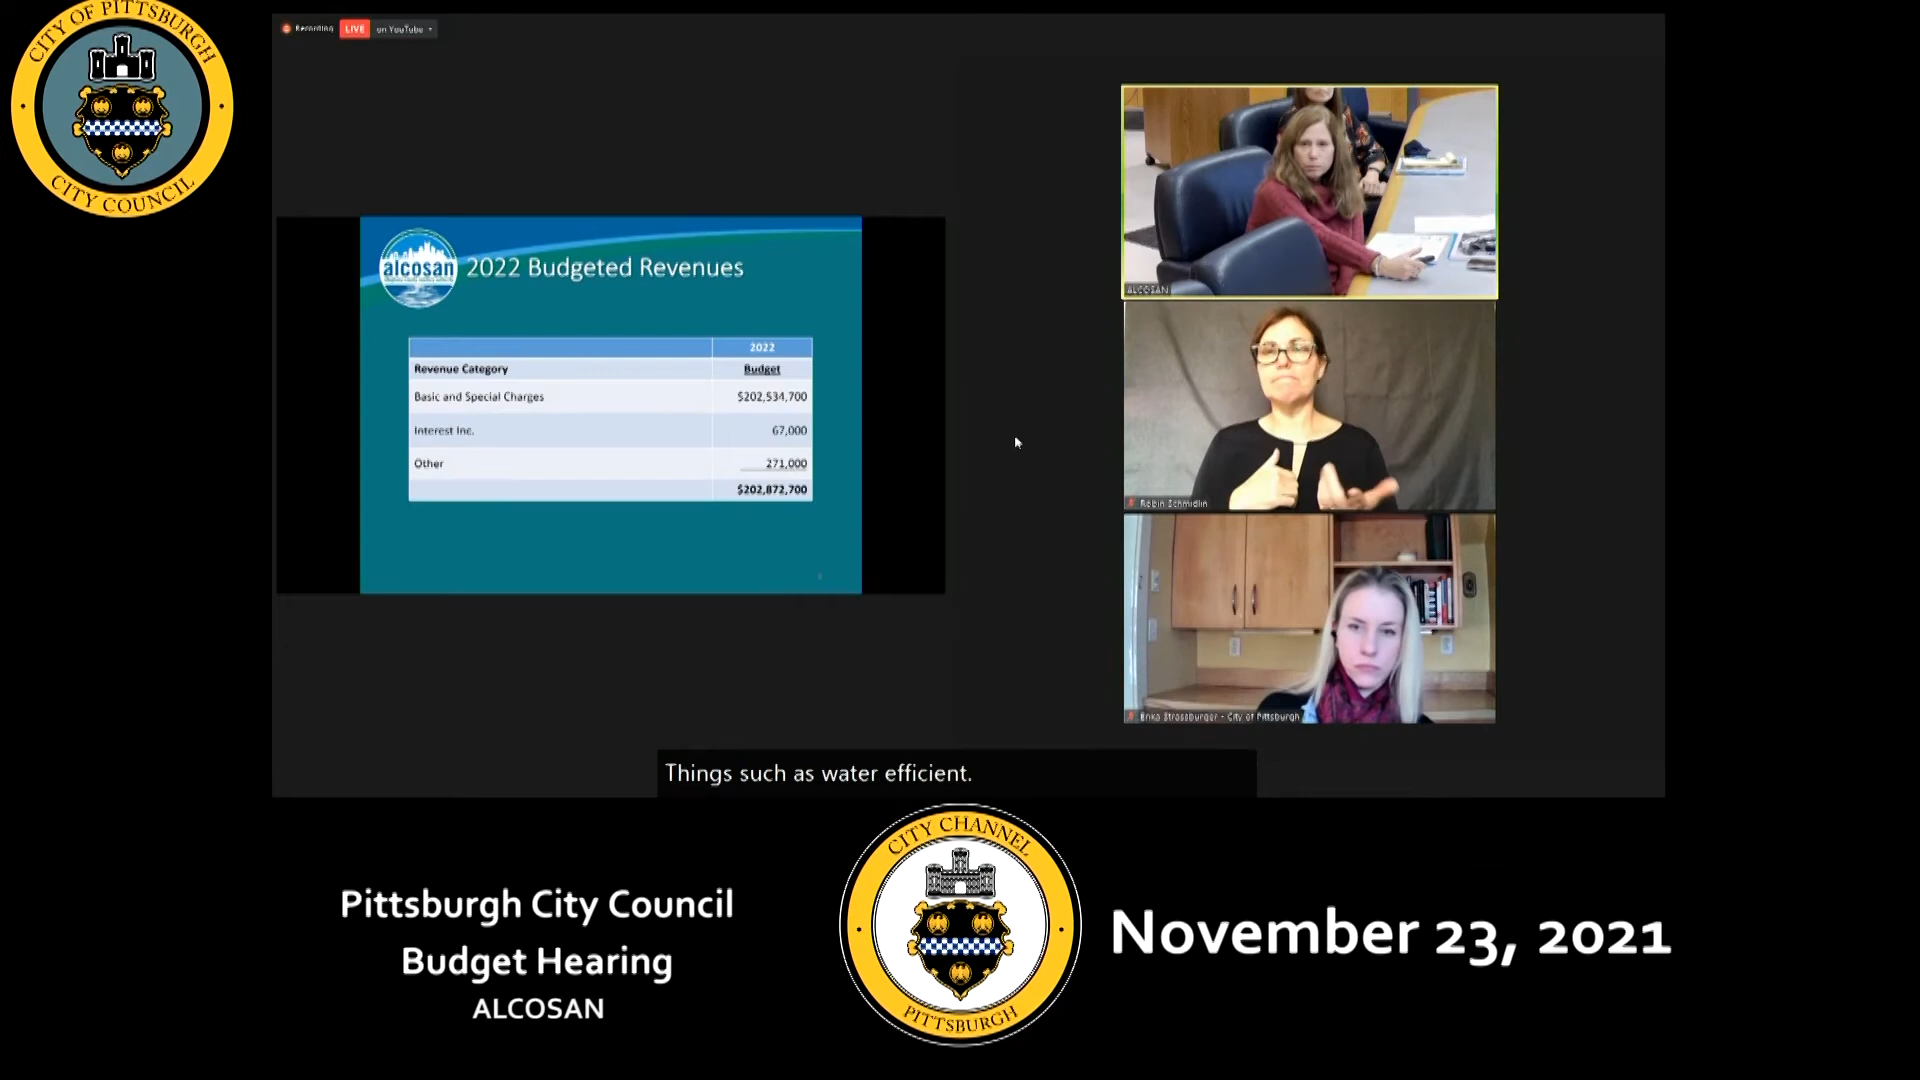 CITY OF PITTSBURGH
CITY COUNCIL
Recording
LIVE
on YouTube
alcosan
2022 Budgeted Revenues
2022
Revenue Category Budget
Basic and Special Charges $202,534,700
Interest Inc. 67,000
Other 271,000
$202,872,700
ALCOSAN
Robin Schmidlin
Erika Strassburger - City of Pittsburgh
Things such as water efficient.
Pittsburgh City Council
Budget Hearing
ALCOSAN
CITY CHANNEL
PITTSBURGH
November 23, 2021